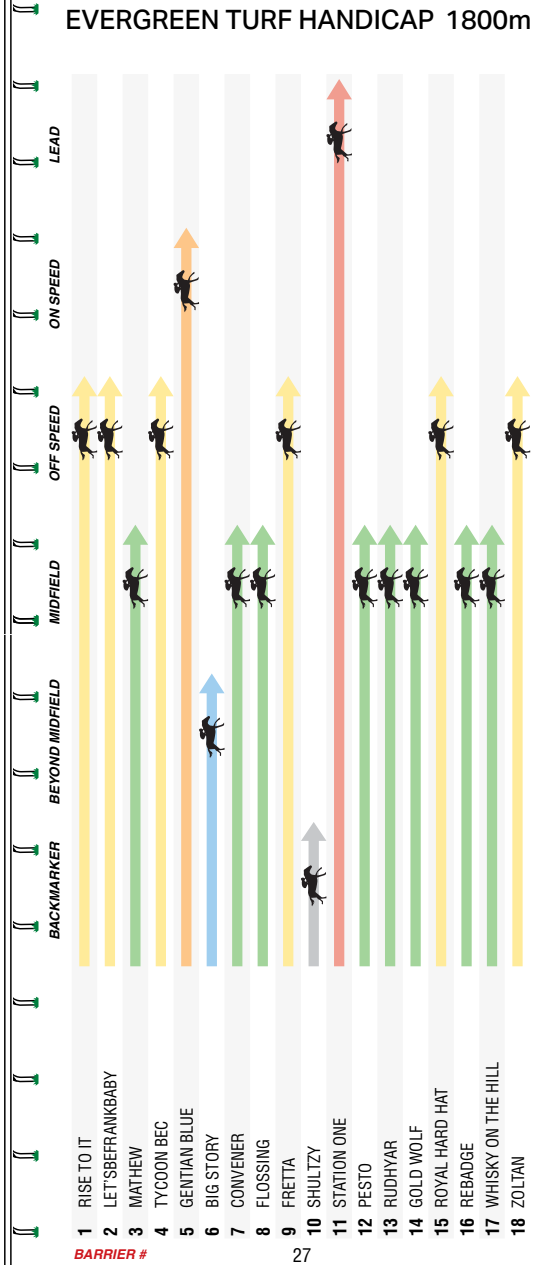 EVERGREEN TURF HANDICAP 1800m
LEAD
ON SPEED
OFF SPEED
MIDFIELD
BEYOND MIDFIELD
BACKMARKER
1 RISE TO IT
2 LET'SBEFRANKBABY
3 MATHEW
4 TYCOON BEC
5 GENTIAN BLUE
6 BIG STORY
7 CONVENER
8 FLOSSING
9 FRETTA
10 SHULTZY
11 STATION ONE
12 PESTO
13 RUDHYAR
14 GOLD WOLF
15 ROYAL HARD HAT
16 REBADGE
17 WHISKY ON THE HILL
18 ZOLTAN
BARRIER #
27